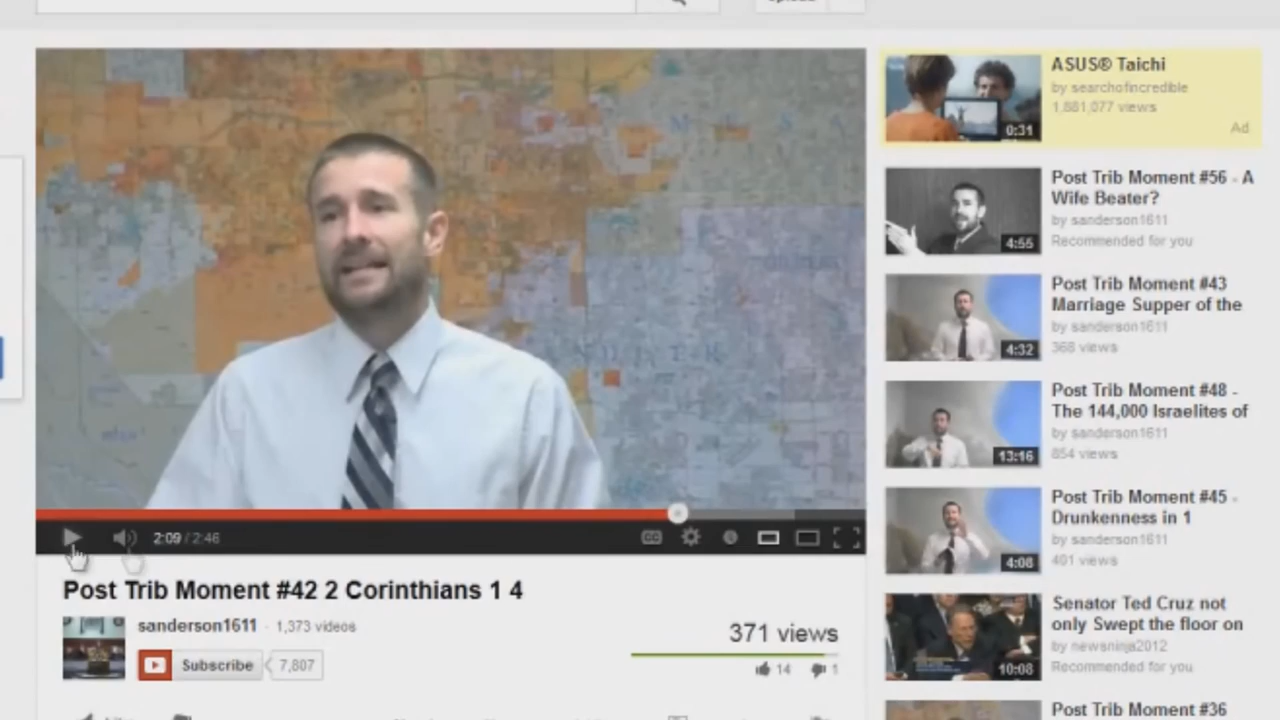 2:09 / 2:46
CC
Post Trib Moment #42 2 Corinthians 1 4
sanderson1611 · 1,373 videos
Subscribe 7,807
371 views
14 1
ASUS® Taichi
by searchofincredible
1,881,077 views
Ad
0:31
Post Trib Moment #56 - A
Wife Beater?
by sanderson1611
Recommended for you
4:55
Post Trib Moment #43
Marriage Supper of the
by sanderson1611
368 views
4:32
Post Trib Moment #48 -
The 144,000 Israelites of
by sanderson1611
854 views
13:16
Post Trib Moment #45 -
Drunkenness in 1
by sanderson1611
491 views
4:08
Senator Ted Cruz not
only Swept the floor on
by newsninja2012
Recommended for you
10:08
Post Trib Moment #36